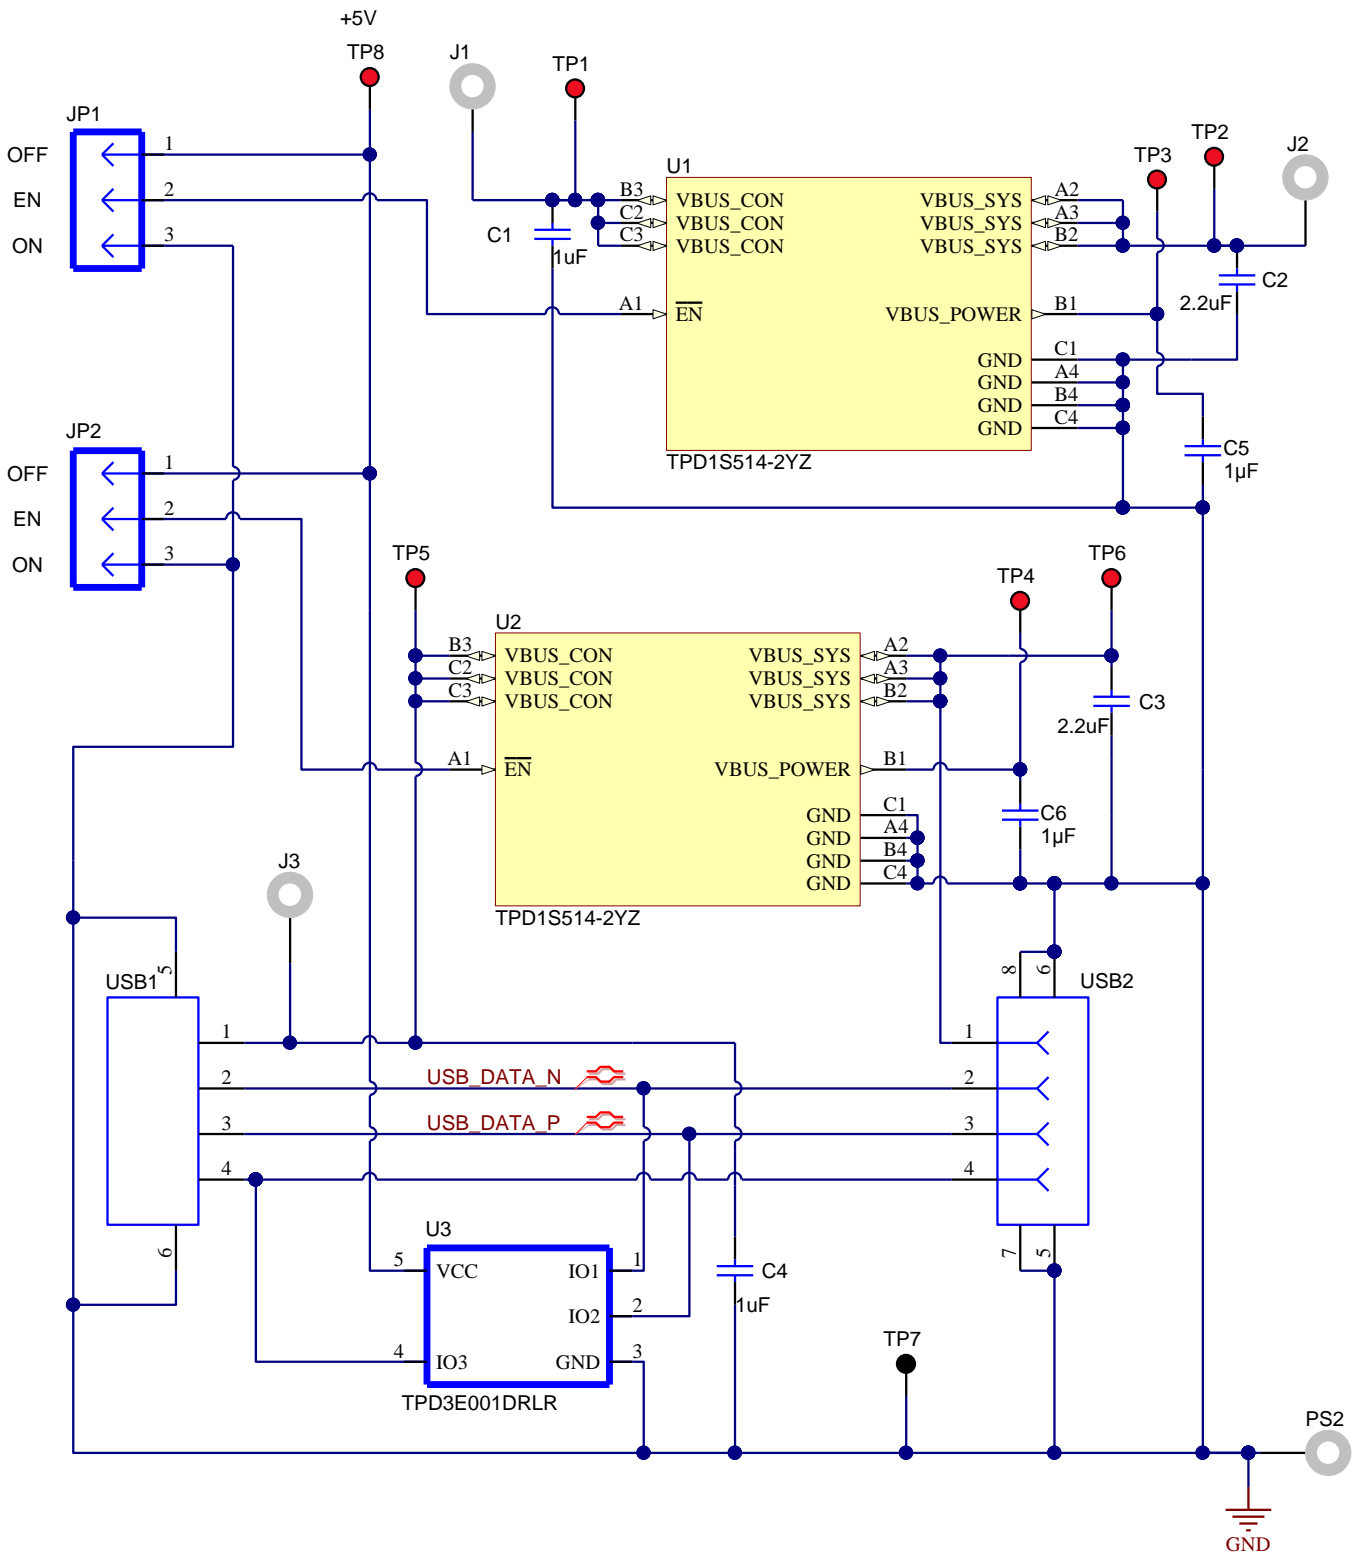 +5V
TP8
J1
TP1
JP1
OFF
EN
ON
1
2
3
U1
TP3
TP2
J2
C1
1uF
B3
C2
C3
A1
VBUS_CON
VBUS_CON
VBUS_CON
EN
VBUS_SYS
VBUS_SYS
VBUS_SYS
VBUS_POWER
GND
GND
GND
GND
A2
A3
B2
B1
C1
A4
B4
C4
TPD1S514-2YZ
C2
2.2uF
C5
1µF
JP2
OFF
EN
ON
1
2
3
TP5
U2
TP4
TP6
B3
C2
C3
A1
VBUS_CON
VBUS_CON
VBUS_CON
EN
VBUS_SYS
VBUS_SYS
VBUS_SYS
VBUS_POWER
GND
GND
GND
GND
A2
A3
B2
B1
C1
A4
B4
C4
TPD1S514-2YZ
C3
2.2uF
C6
1µF
J3
USB1
5
1
2
3
4
6
USB_DATA_N
USB_DATA_P
USB2
8
6
1
2
3
4
7
5
U3
5
4
VCC
IO3
IO1
IO2
GND
1
2
3
TPD3E001DRLR
C4
1uF
TP7
PS2
GND